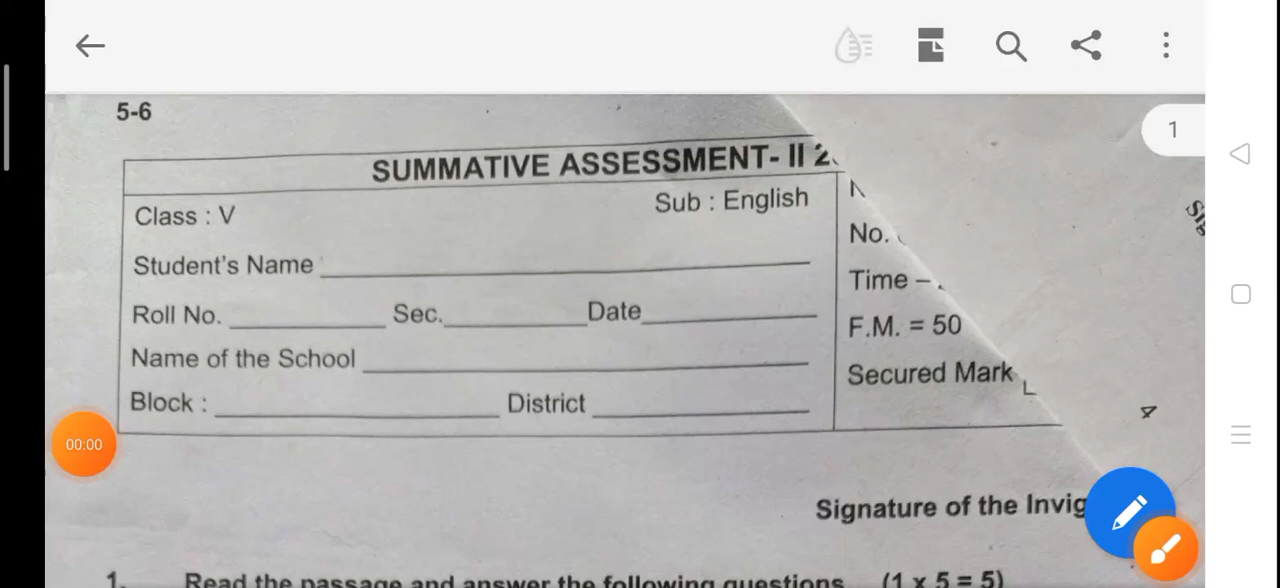 1
5-6
SUMMATIVE ASSESSMENT- II
Class : V
Sub : English
No.
Student's Name
Time –
Roll No. Sec. Date
F.M. = 50
Name of the School
Secured Mark
Block : District
4
00:00
Signature of the
1. Read the passage and answer the following questions (1 x 5 = 5)